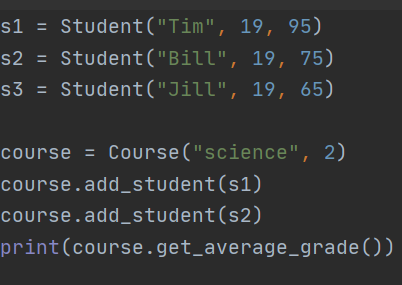 s1 = Student("Tim", 19, 95)
s2 = Student("Bill", 19, 75)
s3 = Student("Jill", 19, 65)
course = Course("science", 2)
course.add_student(s1)
course.add_student(s2)
print(course.get_average_grade())